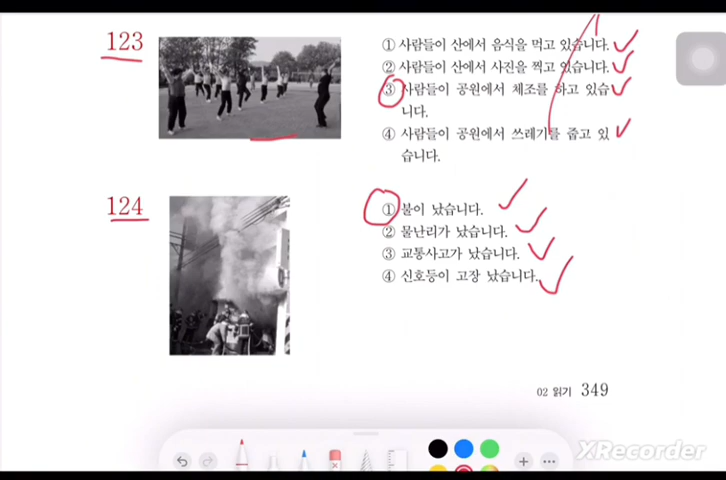 123
① 사람들이 산에서 음식을 먹고 있습니다.
② 사람들이 산에서 사진을 찍고 있습니다.
③ 사람들이 공원에서 체조를 하고 있습
니다.
④ 사람들이 공원에서 쓰레기를 줍고 있
습니다.
124
① 불이 났습니다.
② 물난리가 났습니다.
③ 교통사고가 났습니다.
④ 신호등이 고장 났습니다.
02 읽기 349
XRecorder